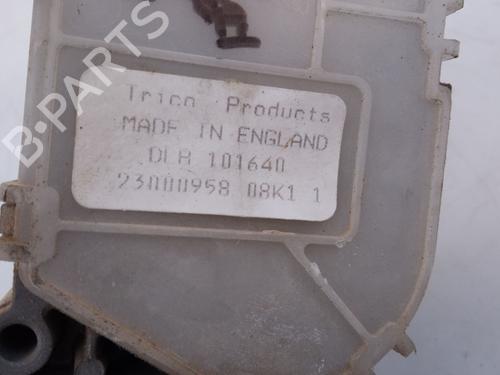 B-PARTS
Trico Products
MADE IN ENGLAND
DLB 101640
23000958 08K1 1